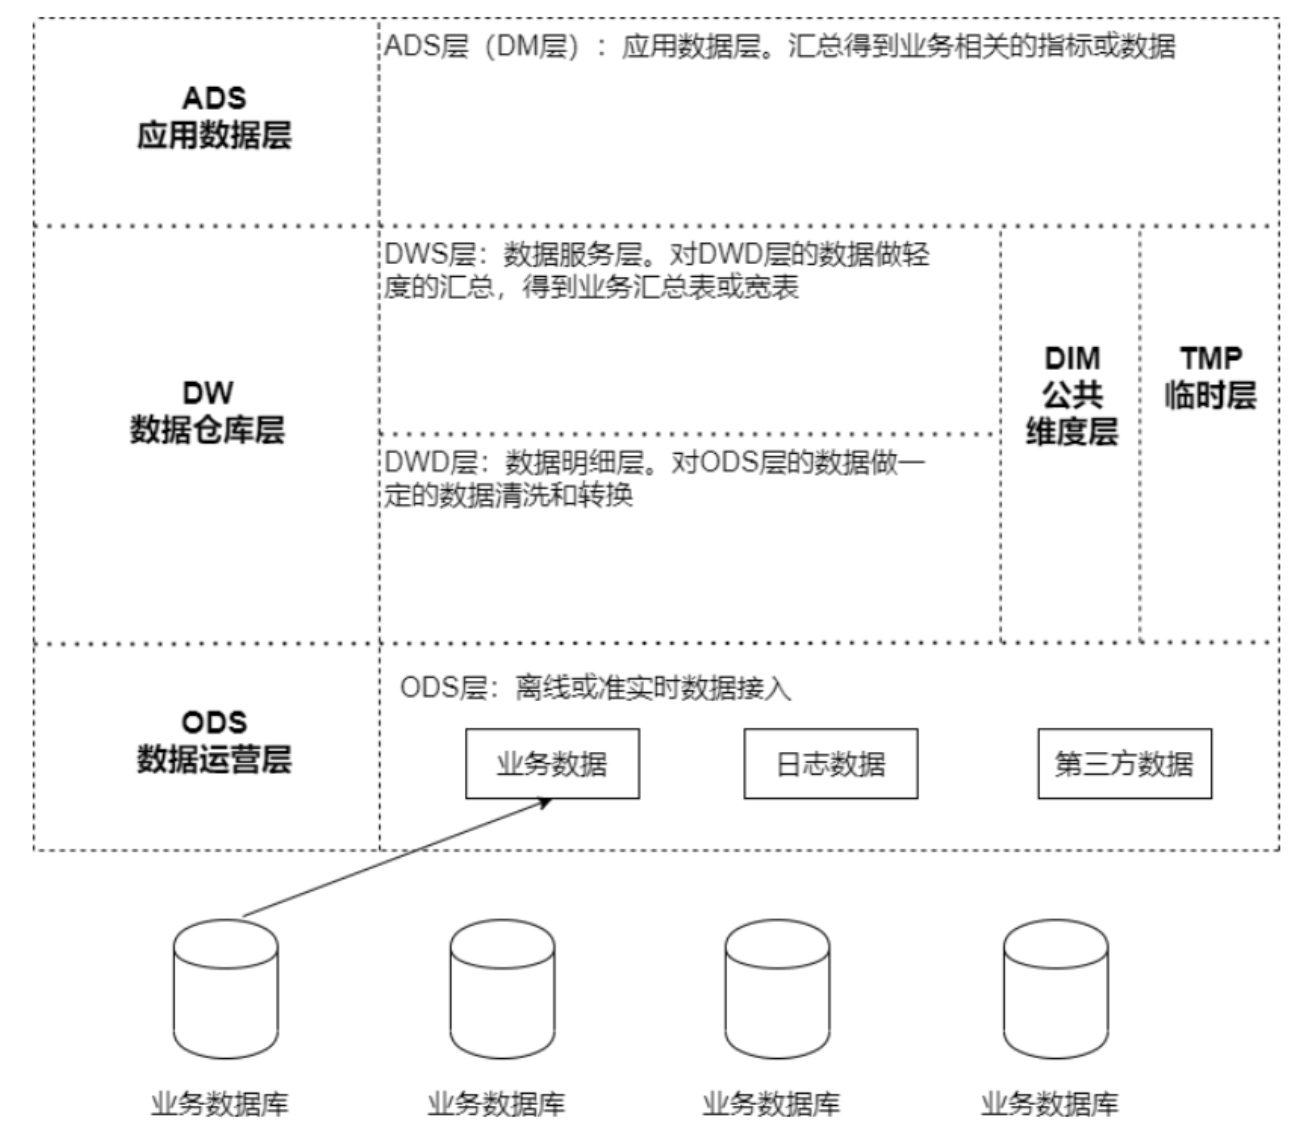 ADS层（DM层）：应用数据层。汇总得到业务相关的指标或数据
ADS
应用数据层
DWS层：数据服务层。对DWD层的数据做轻
度的汇总，得到业务汇总表或宽表
DW
数据仓库层
DIM
公共
维度层
TMP
临时层
DWD层：数据明细层。对ODS层的数据做一
定的数据清洗和转换
ODS层：离线或准实时数据接入
ODS
数据运营层
业务数据
日志数据
第三方数据
业务数据库
业务数据库
业务数据库
业务数据库